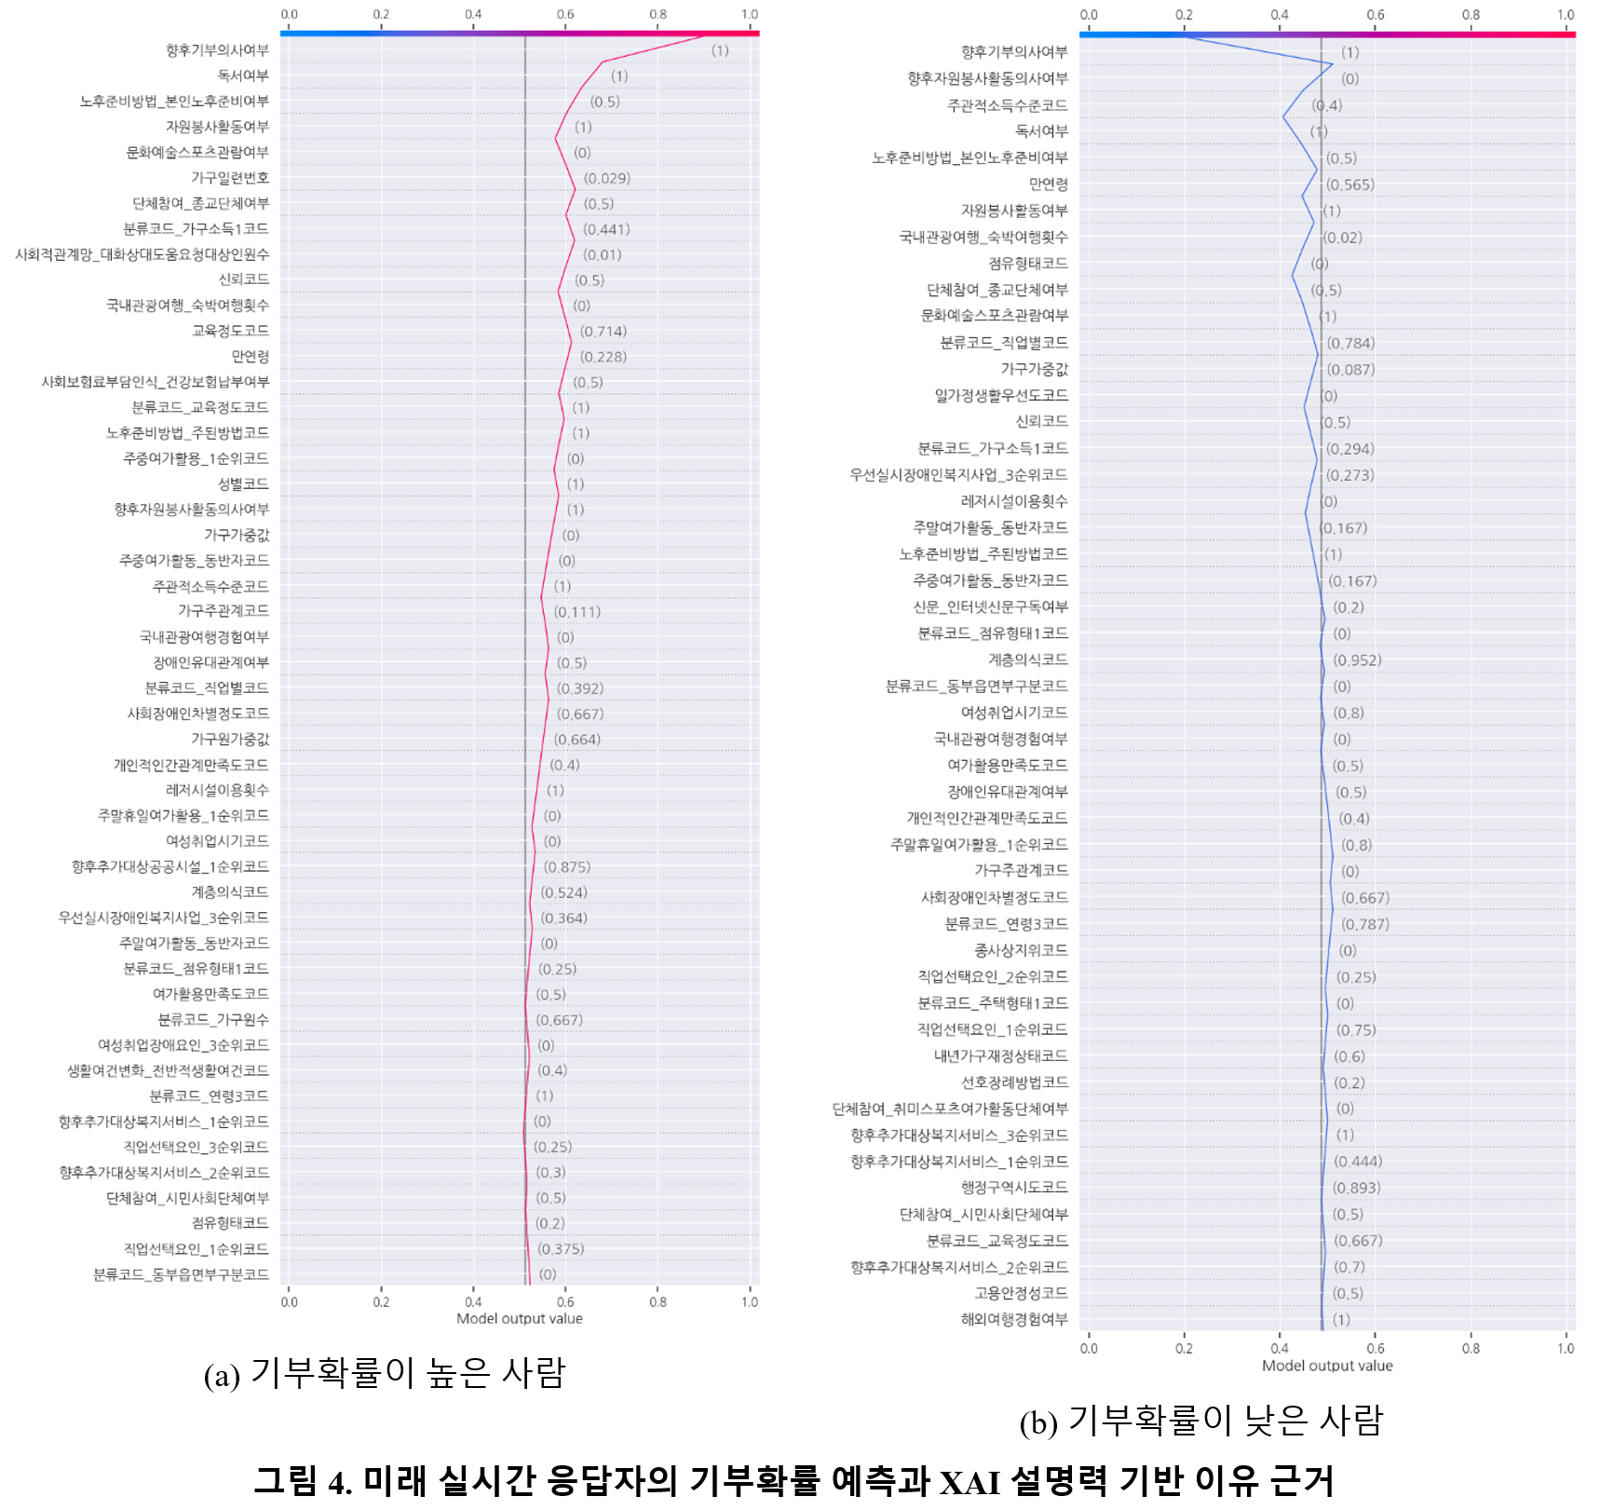 0.0 0.2 0.4 0.6 0.8 1.0
향후기부의사여부 (1)
독서여부 (1)
노후준비방법_본인노후준비여부 (0.5)
자원봉사활동여부 (1)
문화예술스포츠관람여부 (0)
가구일련번호 (0.029)
단체참여_종교단체여부 (0.5)
분류코드_가구소득1코드 (0.441)
사회적관계망_대화상대도움요청대상인원수 (0.01)
신뢰코드 (0.5)
국내관광여행_숙박여행횟수 (0)
교육정도코드 (0.714)
만연령 (0.228)
사회보험료부담인식_건강보험납부여부 (0.5)
분류코드_교육정도코드 (1)
노후준비방법_주된방법코드 (1)
주중여가활용_1순위코드 (0)
성별코드 (1)
향후자원봉사활동의사여부 (1)
가구가중값 (0)
주중여가활동_동반자코드 (0)
주관적소득수준코드 (1)
가구주관계코드 (0.111)
국내관광여행경험여부 (0)
장애인유대관계여부 (0.5)
분류코드_직업별코드 (0.392)
사회장애인차별정도코드 (0.667)
가구원가중값 (0.664)
개인적인간관계만족도코드 (0.4)
레저시설이용횟수 (1)
주말휴일여가활용_1순위코드 (0)
여성취업시기코드 (0)
향후추가대상공공시설_1순위코드 (0.875)
계층의식코드 (0.524)
우선실시장애인복지사업_3순위코드 (0.364)
주말여가활동_동반자코드 (0)
분류코드_점유형태1코드 (0.25)
여가활용만족도코드 (0.5)
분류코드_가구원수 (0.667)
여성취업장애요인_3순위코드 (0)
생활여건변화_전반적생활여건코드 (0.4)
분류코드_연령3코드 (1)
향후추가대상복지서비스_1순위코드 (0)
직업선택요인_3순위코드 (0.25)
향후추가대상복지서비스_2순위코드 (0.3)
단체참여_시민사회단체여부 (0.5)
점유형태코드 (0.2)
직업선택요인_1순위코드 (0.375)
분류코드_동부읍면부구분코드 (0)
0.0 0.2 0.4 0.6 0.8 1.0
Model output value
(a) 기부확률이 높은 사람
0.0 0.2 0.4 0.6 0.8 1.0
향후기부의사여부 (1)
향후자원봉사활동의사여부 (0)
주관적소득수준코드 (0.4)
독서여부 (1)
노후준비방법_본인노후준비여부 (0.5)
만연령 (0.565)
자원봉사활동여부 (1)
국내관광여행_숙박여행횟수 (0.02)
점유형태코드 (0)
단체참여_종교단체여부 (0.5)
문화예술스포츠관람여부 (1)
분류코드_직업별코드 (0.784)
가구가중값 (0.087)
일가정생활우선도코드 (0)
신뢰코드 (0.5)
분류코드_가구소득1코드 (0.294)
우선실시장애인복지사업_3순위코드 (0.273)
레저시설이용횟수 (0)
주말여가활동_동반자코드 (0.167)
노후준비방법_주된방법코드 (1)
주중여가활동_동반자코드 (0.167)
신문_인터넷신문구독여부 (0.2)
분류코드_점유형태1코드 (0)
계층의식코드 (0.952)
분류코드_동부읍면부구분코드 (0)
여성취업시기코드 (0.8)
국내관광여행경험여부 (0)
여가활용만족도코드 (0.5)
장애인유대관계여부 (0.5)
개인적인간관계만족도코드 (0.4)
주말휴일여가활용_1순위코드 (0.8)
가구주관계코드 (0)
사회장애인차별정도코드 (0.667)
분류코드_연령3코드 (0.787)
종사상지위코드 (0)
직업선택요인_2순위코드 (0.25)
분류코드_주택형태1코드 (0)
직업선택요인_1순위코드 (0.75)
내년가구재정상태코드 (0.6)
선호장례방법코드 (0.2)
단체참여_취미스포츠여가활동단체여부 (0)
향후추가대상복지서비스_3순위코드 (1)
향후추가대상복지서비스_1순위코드 (0.444)
행정구역시도코드 (0.893)
단체참여_시민사회단체여부 (0.5)
분류코드_교육정도코드 (0.667)
향후추가대상복지서비스_2순위코드 (0.7)
고용안정성코드 (0.5)
해외여행경험여부 (1)
0.0 0.2 0.4 0.6 0.8 1.0
Model output value
(b) 기부확률이 낮은 사람
그림 4. 미래 실시간 응답자의 기부확률 예측과 XAI 설명력 기반 이유 근거